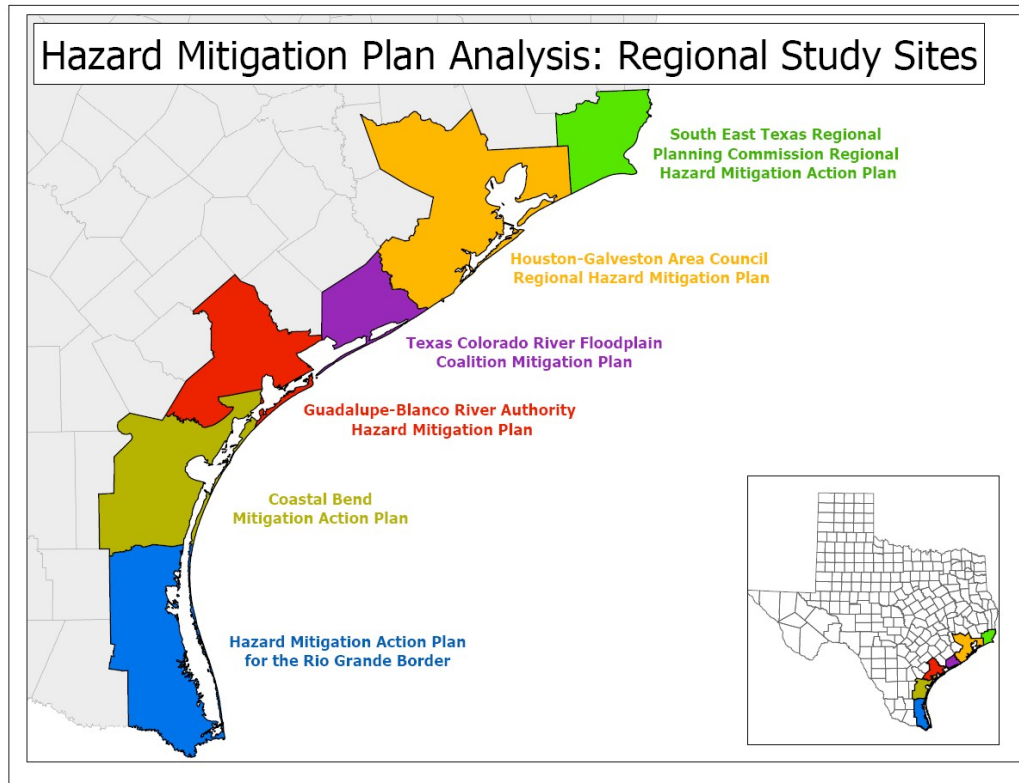 Hazard Mitigation Plan Analysis: Regional Study Sites
South East Texas Regional
Planning Commission Regional
Hazard Mitigation Action Plan
Houston-Galveston Area Council
Regional Hazard Mitigation Plan
Texas Colorado River Floodplain
Coalition Mitigation Plan
Guadalupe-Blanco River Authority
Hazard Mitigation Plan
Coastal Bend
Mitigation Action Plan
Hazard Mitigation Action Plan
for the Rio Grande Border